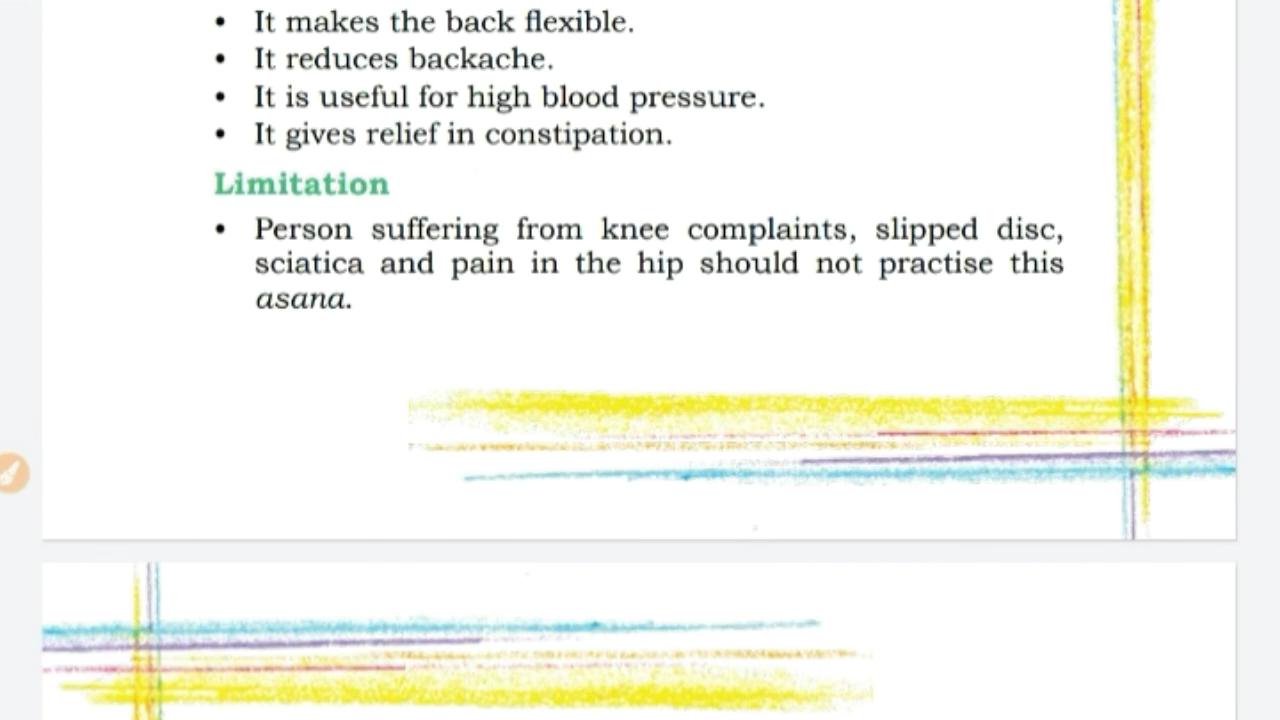 • It makes the back flexible.
• It reduces backache.
• It is useful for high blood pressure.
• It gives relief in constipation.
Limitation
• Person suffering from knee complaints, slipped disc,
sciatica and pain in the hip should not practise this
asana.